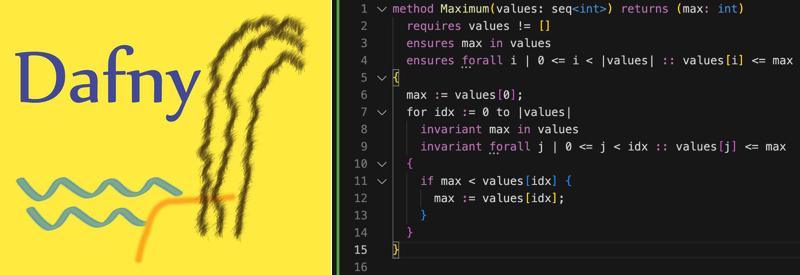 Dafny
1 method Maximum(values: seq<int>) returns (max: int)
2   requires values != []
3   ensures max in values
4   ensures forall i | 0 <= i < |values| :: values[i] <= max
5 {
6   max := values[0];
7   for idx := 0 to |values|
8     invariant max in values
9     invariant forall j | 0 <= j < idx :: values[j] <= max
10   {
11     if max < values[idx] {
12       max := values[idx];
13     }
14   }
15 }
16